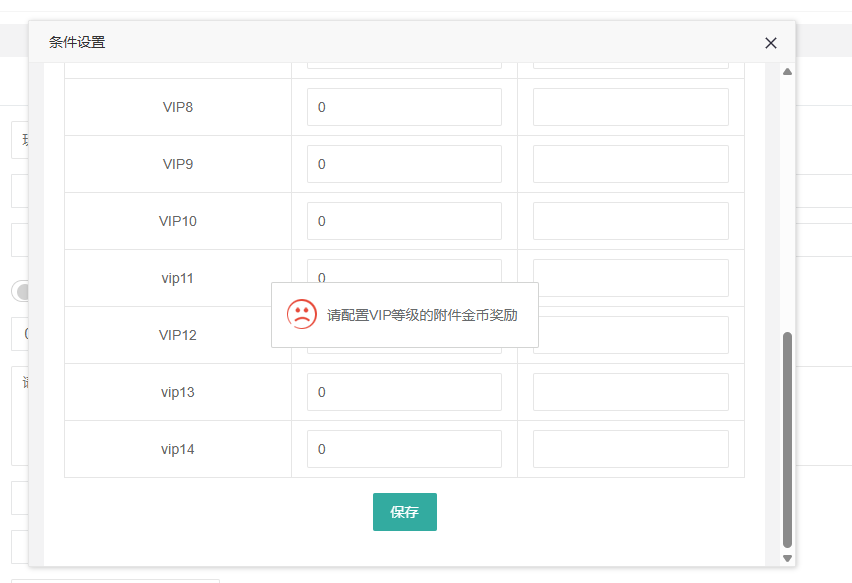 条件设置
VIP8 0
VIP9 0
VIP10 0
vip11 0
请配置VIP等级的附件金币奖励
VIP12
vip13 0
vip14 0
保存